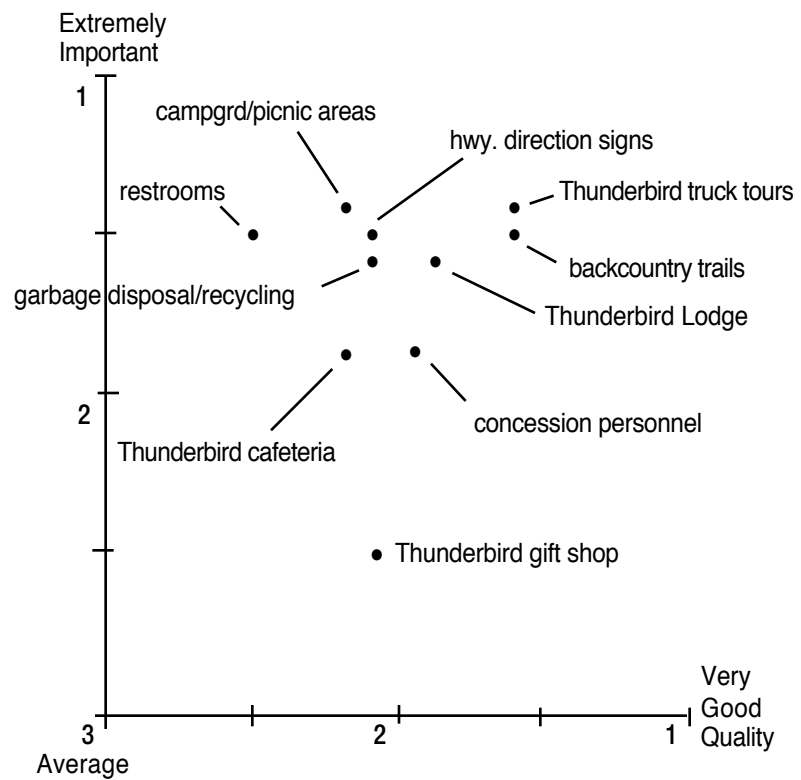 Extremely
Important
1
campgrd/picnic areas
hwy. direction signs
restrooms
Thunderbird truck tours
backcountry trails
garbage disposal/recycling
Thunderbird Lodge
2
concession personnel
Thunderbird cafeteria
Thunderbird gift shop
Very
Good
Quality
3
2
1
Average